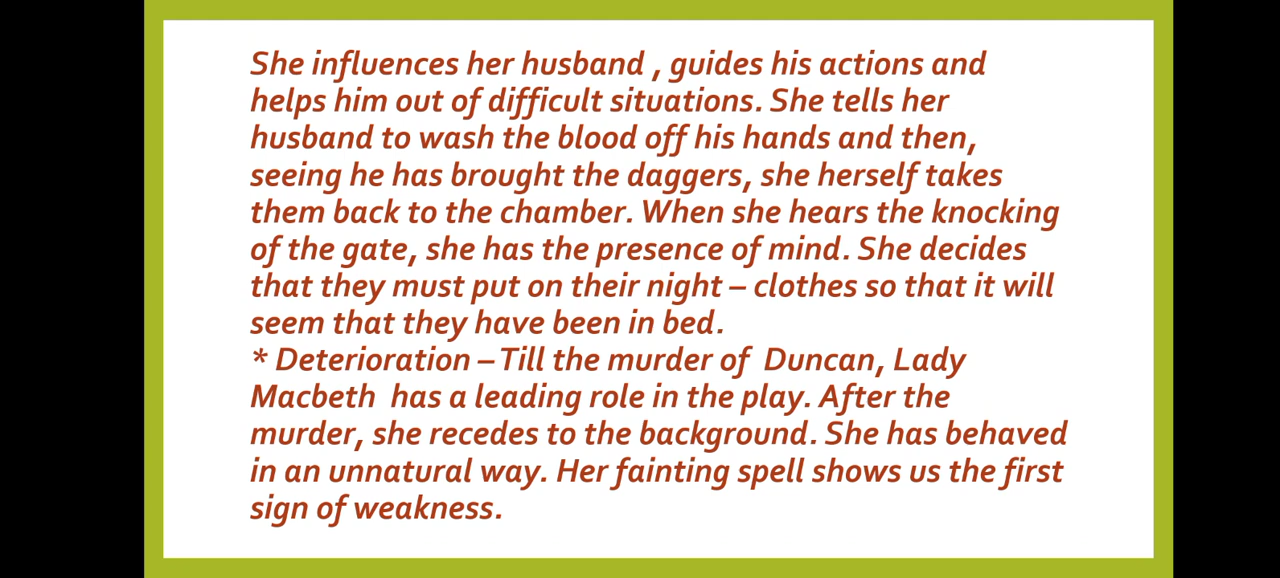 She influences her husband , guides his actions and
helps him out of difficult situations. She tells her
husband to wash the blood off his hands and then,
seeing he has brought the daggers, she herself takes
them back to the chamber. When she hears the knocking
of the gate, she has the presence of mind. She decides
that they must put on their night – clothes so that it will
seem that they have been in bed.
* Deterioration – Till the murder of Duncan, Lady
Macbeth has a leading role in the play. After the
murder, she recedes to the background. She has behaved
in an unnatural way. Her fainting spell shows us the first
sign of weakness.